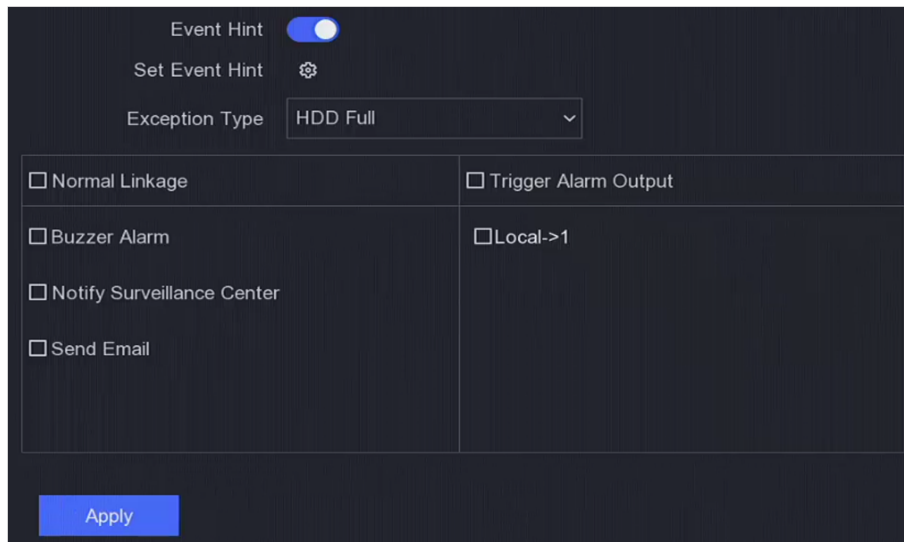 Event Hint
Set Event Hint
Exception Type HDD Full
Normal Linkage Trigger Alarm Output
Buzzer Alarm Local->1
Notify Surveillance Center
Send Email
Apply